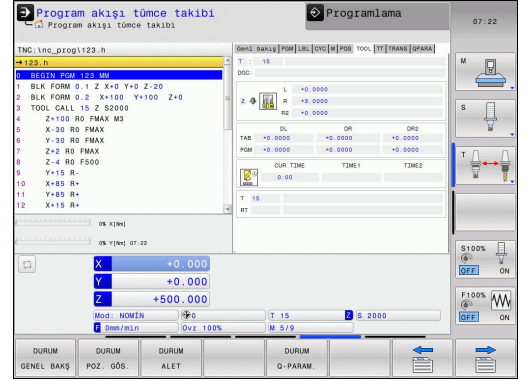 Program akışı tümce takibi
Program akışı tümce takibi
Programlama
07:22
TNC:\nc_prog\123.h
→123.h
0 BEGIN PGM 123 MM
1 BLK FORM 0.1 Z X+0 Y+0 Z-20
2 BLK FORM 0.2 X+100 Y+100 Z+0
3 TOOL CALL 15 Z S2000
4 Z+100 R0 FMAX M3
5 X-30 R0 FMAX
6 Y-30 R0 FMAX
7 Z+2 R0 FMAX
8 Z-4 R0 F500
9 Y+15 R-
10 X+85 R+
11 Y+85 R+
12 X+15 R+
Genl bakış PGM LBL CYC M POS TOOL TT TRANS QPARA
T : 15
DOC:
L +0.0000
Z R +3.0000
R2 +0.0000
DL DR DR2
TAB +0.0000 +0.0000 +0.0000
PGM +0.0000 +0.0000 +0.0000
CUR.TIME TIME1 TIME2
0:00
T 15
RT
0% X[Nm]
0% Y[Nm] 07:22
X +0.000
Y +0.000
Z +500.000
Mod: NOMİN 0 T 15 Z S 2000
F 0mm/min Ovr 100% M 5/9
M
S
T
S100%
OFF ON
F100%
OFF ON
DURUM GENEL BAKŞ
DURUM POZ. GÖS.
DURUM ALET
DURUM Q-PARAM.